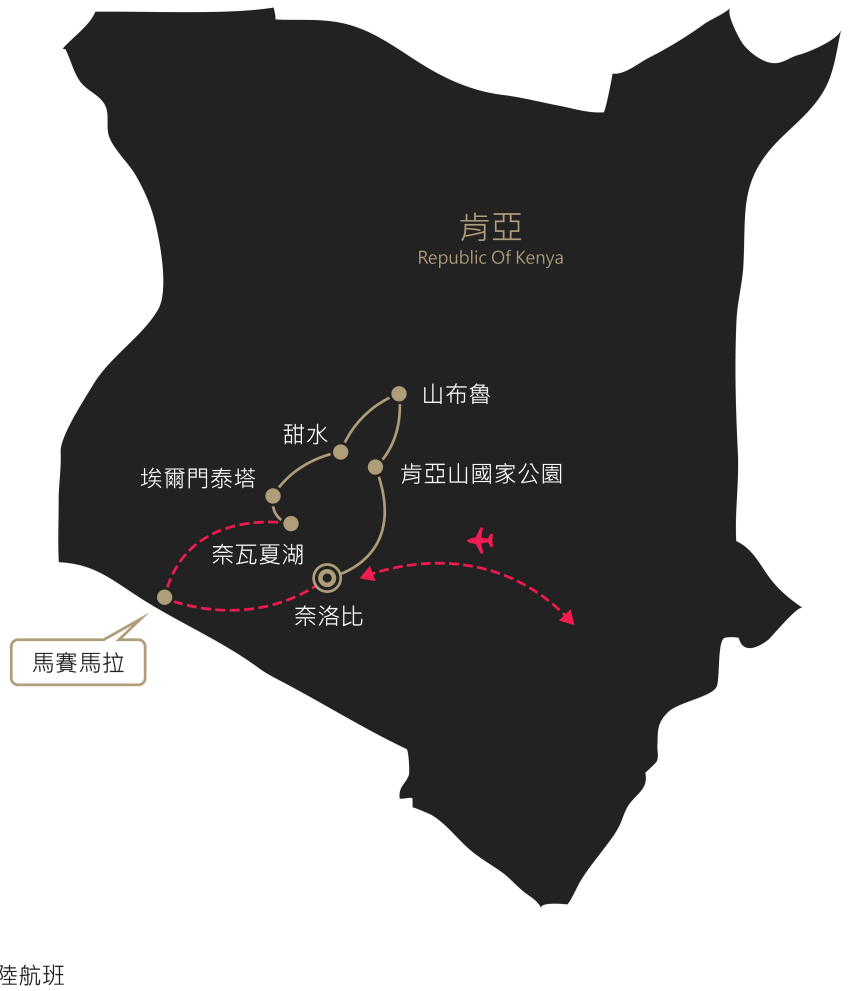 肯亞
Republic Of Kenya
山布魯
甜水
肯亞山國家公園
埃爾門泰塔
奈瓦夏湖
奈洛比
馬賽馬拉
陸航班